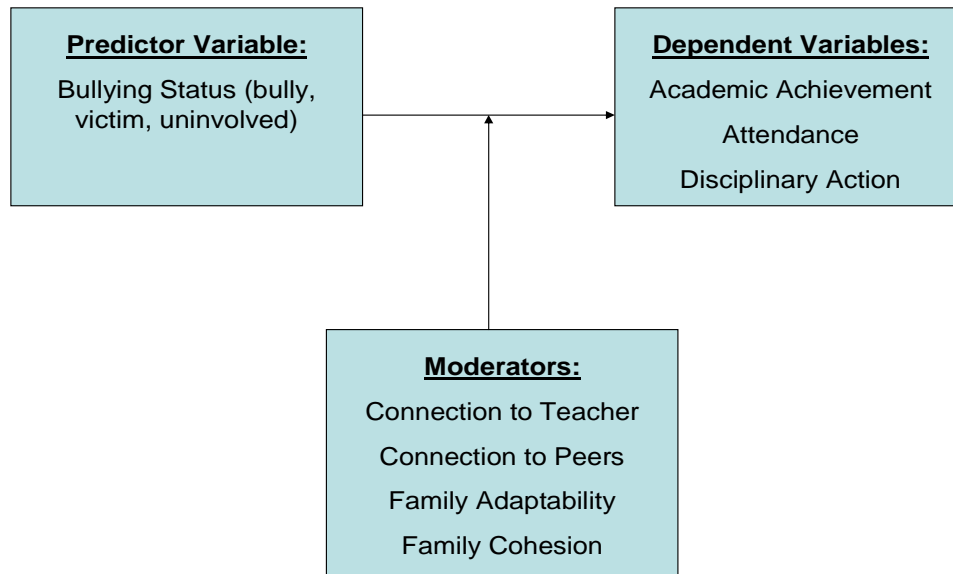 Predictor Variable:
Bullying Status (bully,
victim, uninvolved)
Dependent Variables:
Academic Achievement
Attendance
Disciplinary Action
Moderators:
Connection to Teacher
Connection to Peers
Family Adaptability
Family Cohesion